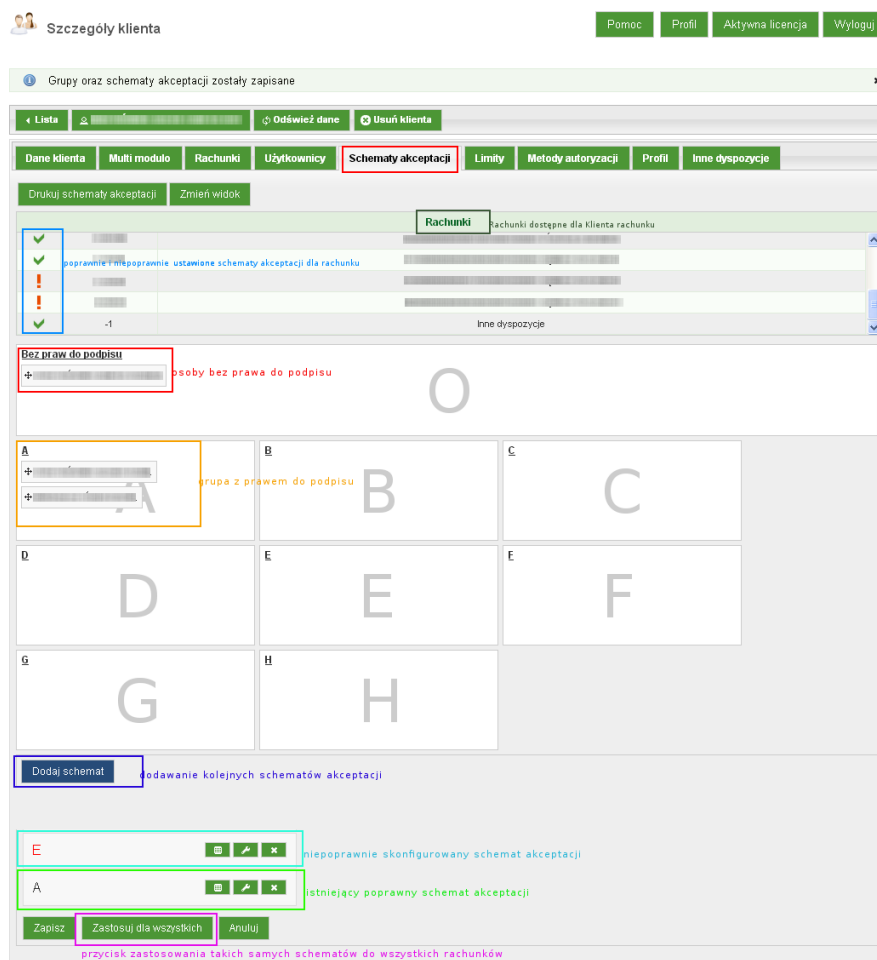 Szczegóły klienta
Pomoc Profil Aktywna licencja Wyloguj
Grupy oraz schematy akceptacji zostały zapisane
Lista Odśwież dane Usuń klienta
Dane klienta Multi modulo Rachunki Użytkownicy Schematy akceptacji Limity Metody autoryzacji Profil Inne dyspozycje
Drukuj schematy akceptacji Zmień widok
Rachunki Rachunki dostępne dla Klienta rachunku
poprawnie i niepoprawnie ustawione schematy akceptacji dla rachunku
-1 Inne dyspozycje
Bez praw do podpisu
osoby bez prawa do podpisu
O
A B C
grupa z prawem do podpisu
A B C
D E F
D E F
G H
G H
Dodaj schemat dodawanie kolejnych schematów akceptacji
E niepoprawnie skonfigurowany schemat akceptacji
A istniejący poprawny schemat akceptacji
Zapisz Zastosuj dla wszystkich Anuluj
przycisk zastosowania takich samych schematów do wszystkich rachunków